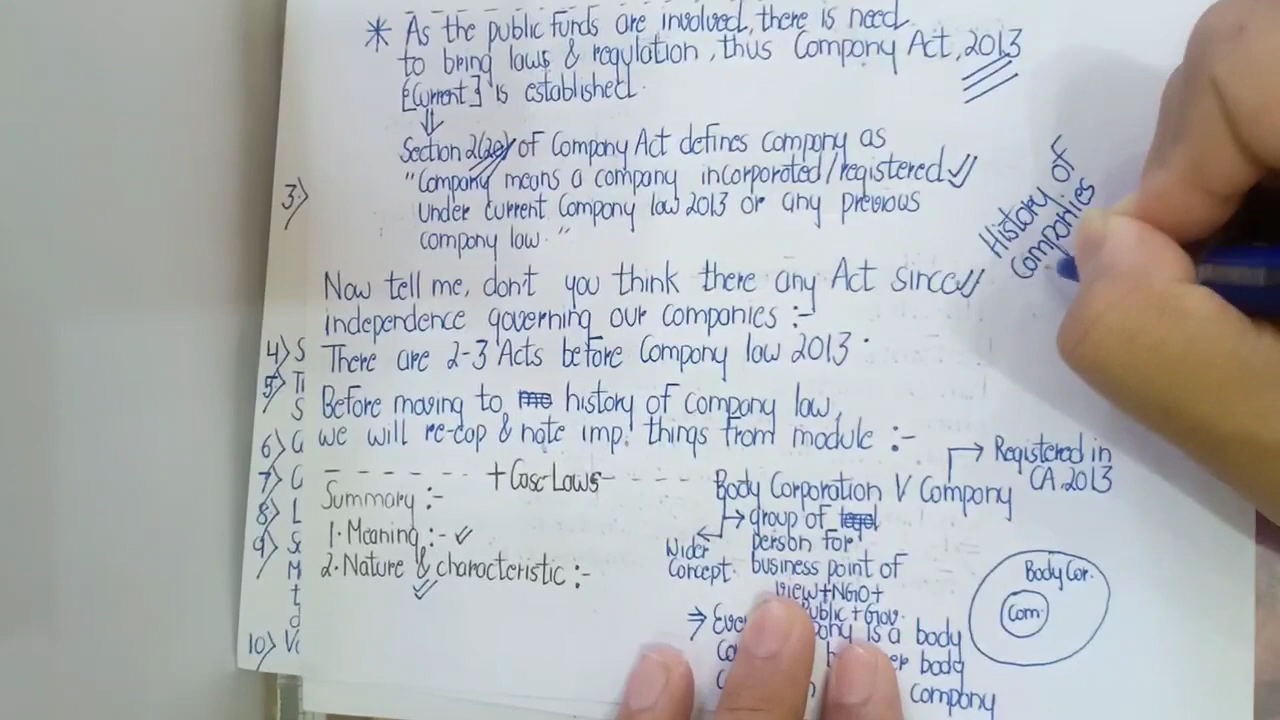 * As the public funds are involved, there is need
to bring laws & regulation, thus Company Act, 2013
[Current] is established.
Section 2(20) of Company Act defines company as
"Company means a company incorporated/registered
under current Company law 2013 or any previous
company law."
History of
Companies
3.>
Now tell me, don't you think there any Act since
independence governing our companies :-
4> S
There are 2-3 Acts before Company law 2013.
5> Ti
S
Before moving to history of company law,
6> C
we will re-cap & note imp. things from module :-
7> C
+ Case Laws
8> L
Summary :-
9> Se
1. Meaning :-
M
2. Nature & characteristic :-
t
d
10> Vi
Body Corporation V Company
Registered in
CA.2013
group of
person for
business point of
view+NGO+
Public+Gov.
Wider
Concept.
Body Cor.
Com.
is a body
body
company